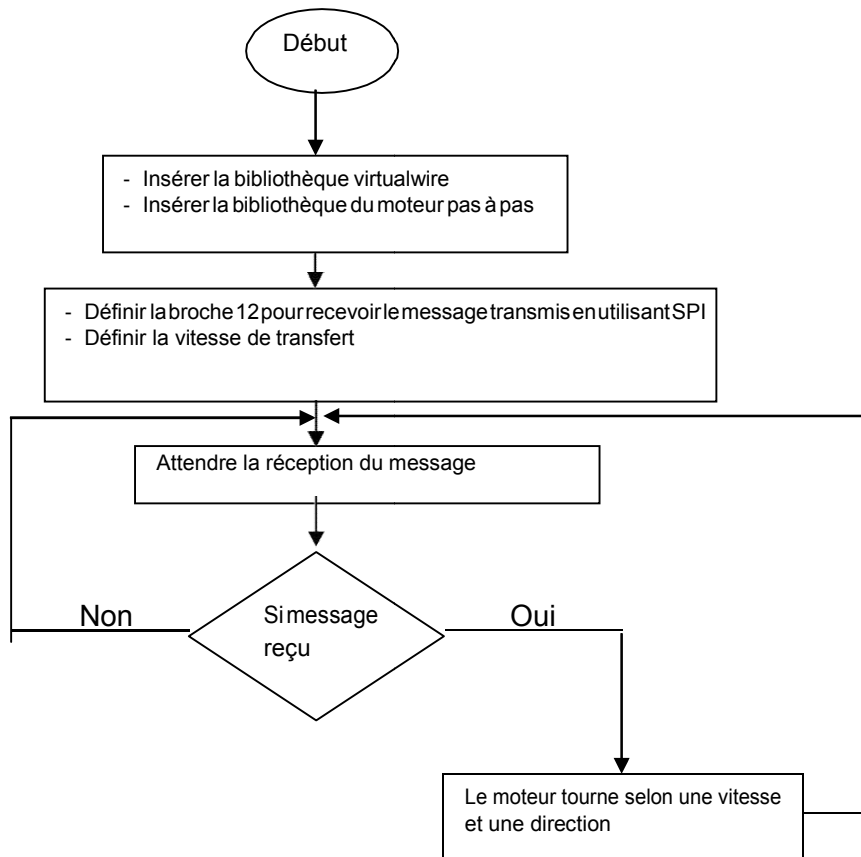 Début
- Insérer la bibliothèque virtualwire
- Insérer la bibliothèque du moteur pas à pas
- Définir la broche 12 pour recevoir le message transmis en utilisant SPI
- Définir la vitesse de transfert
Attendre la réception du message
Non
Si message
reçu
Oui
Le moteur tourne selon une vitesse
et une direction